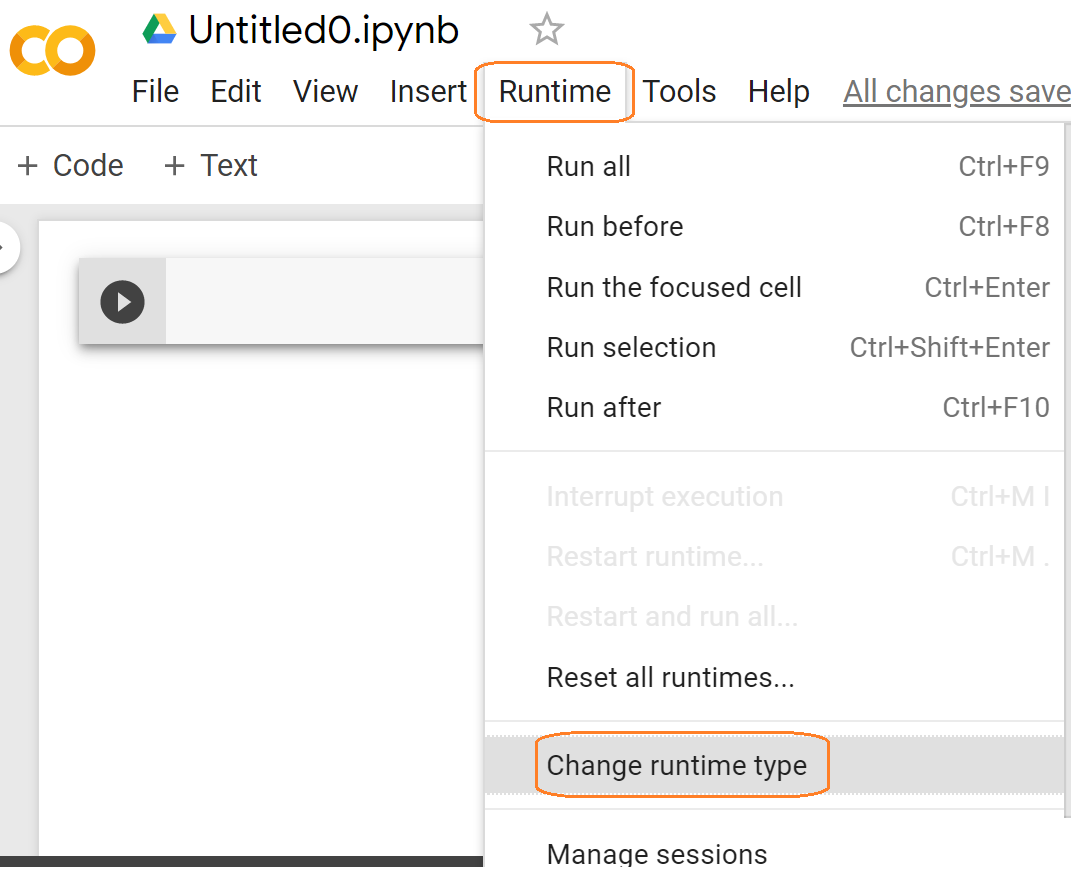 Untitled0.ipynb
File Edit View Insert Runtime Tools Help All changes save
+ Code + Text
Run all Ctrl+F9
Run before Ctrl+F8
Run the focused cell Ctrl+Enter
Run selection Ctrl+Shift+Enter
Run after Ctrl+F10
Interrupt execution Ctrl+M I
Restart runtime... Ctrl+M .
Restart and run all...
Reset all runtimes...
Change runtime type
Manage sessions